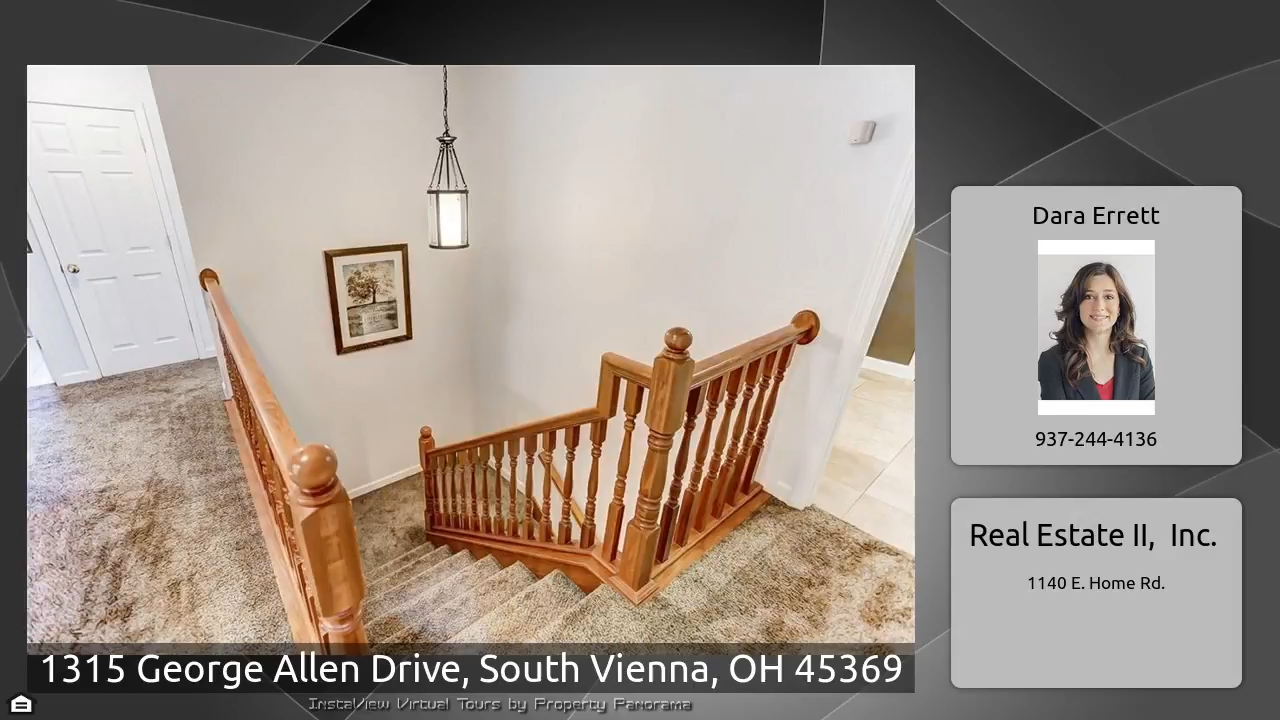 Dara Errett
937-244-4136
Real Estate II, Inc.
1140 E. Home Rd.
1315 George Allen Drive, South Vienna, OH 45369
InstaView Virtual Tours by Property Panorama